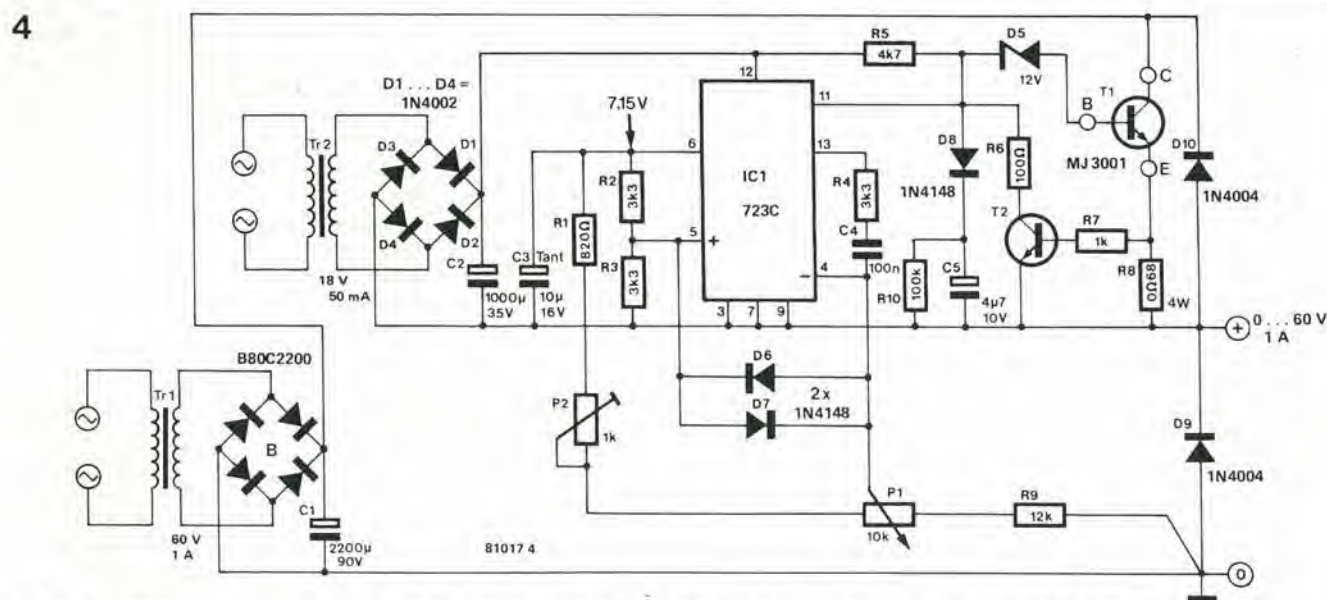 4
D1 . . . D4 =
1N4002
Tr2
D3
D1
D4
D2
18 V
50 mA
C2
1000µ
35V
C3 Tant
10µ
16V
R1
820Ω
7.15 V
R2
3k3
R3
3k3
12
6
5
+
11
13
4
–
3
7
9
IC1
723C
R5
4k7
D5
12V
R4
3k3
C4
100n
D8
1N4148
R6
100Ω
R10
100k
C5
4µ7
10V
T2
R7
1k
B
T1
C
E
MJ 3001
R8
0Ω68
4W
D10
1N4004
+
0 . . . 60 V
1 A
B80C2200
Tr1
B
60 V
1 A
C1
2200µ
90V
81017 4
P2
1k
D6
D7
2 x
1N4148
P1
10k
R9
12k
D9
1N4004
0